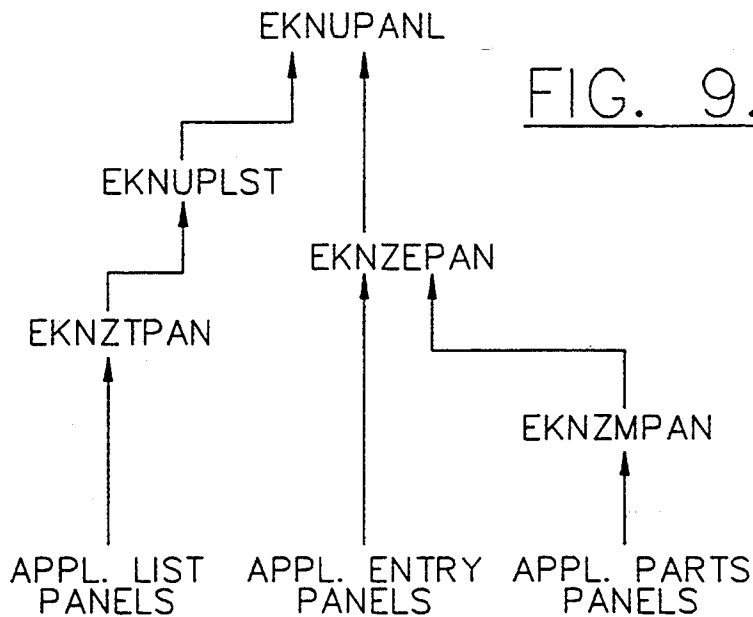 EKNUPANL
FIG. 9.
EKNUPLST
EKNZEPAN
EKNZTPAN
EKNZMPAN
APPL. LIST
PANELS
APPL. ENTRY
PANELS
APPL. PARTS
PANELS